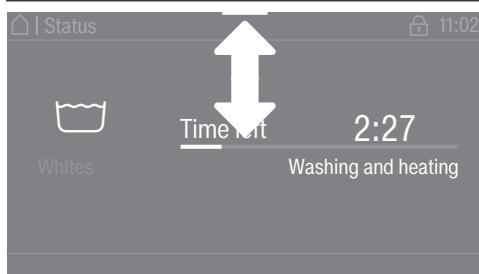 | Status 11:02
Time left 2:27
Whites Washing and heating